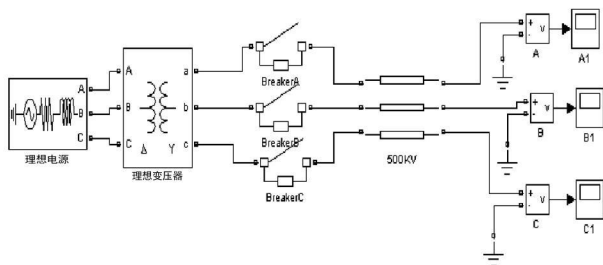 A
B
C
理想电源
A
B
C
a
b
c
Δ
Y
理想变压器
BreakerA
BreakerB
BreakerC
500KV
+
-
v
A
A1
+
-
v
B
B1
+
-
v
C
C1